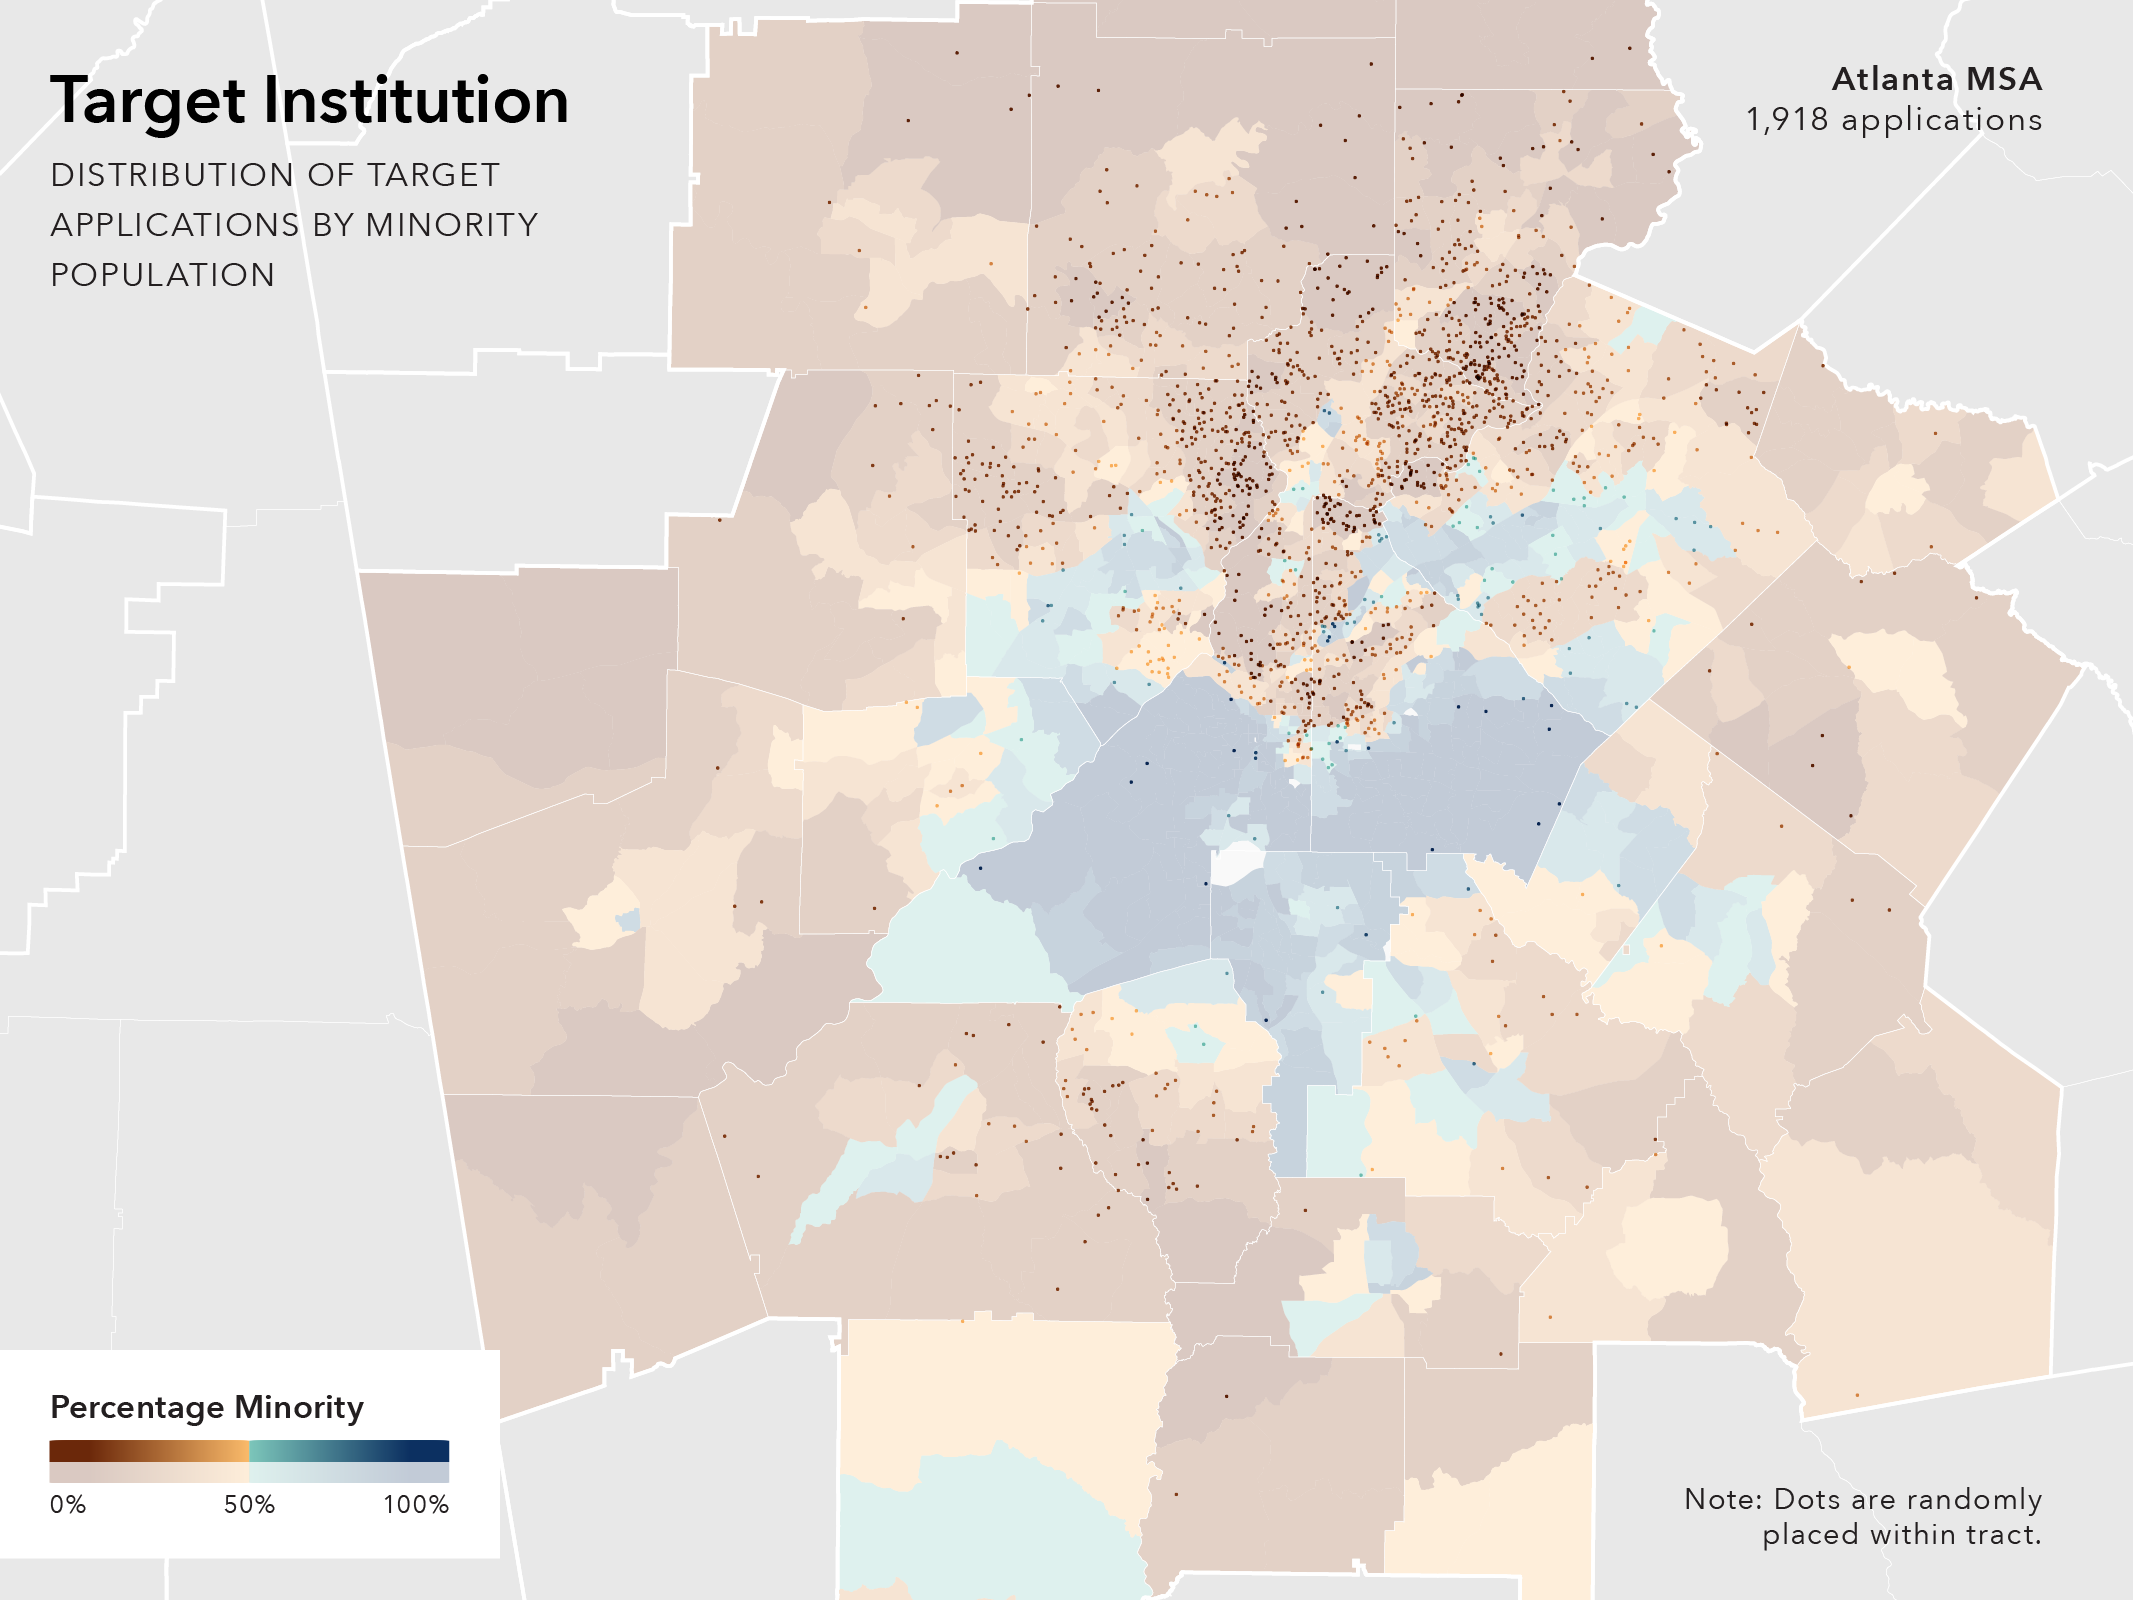 Target Institution
DISTRIBUTION OF TARGET
APPLICATIONS BY MINORITY
POPULATION
Atlanta MSA
1,918 applications
Percentage Minority
0% 50% 100%
Note: Dots are randomly
placed within tract.